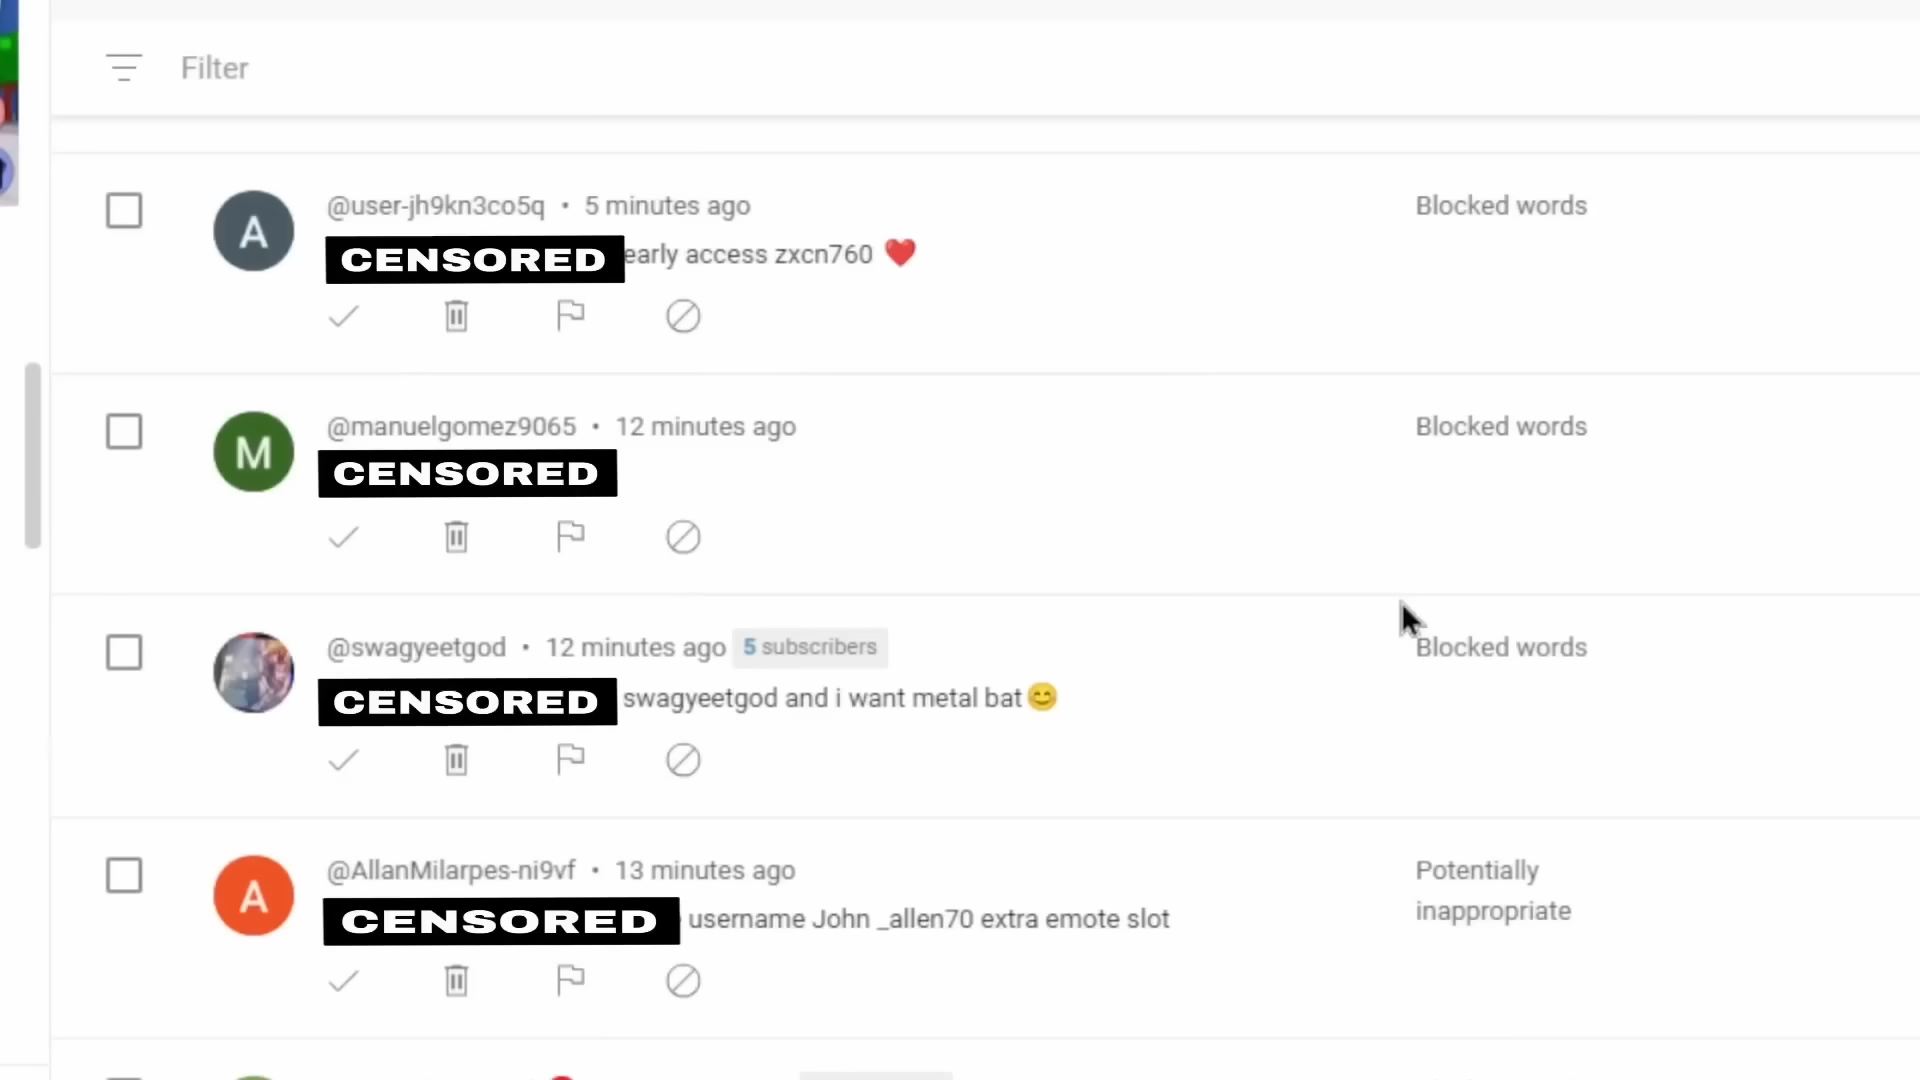 Filter
@user-jh9kn3co5q • 5 minutes ago
Blocked words
CENSORED early access zxcn760 ❤️
@manuelgomez9065 • 12 minutes ago
Blocked words
CENSORED
@swagyeetgod • 12 minutes ago 5 subscribers
Blocked words
CENSORED swagyeetgod and i want metal bat😊
@AllanMilarpes-ni9vf • 13 minutes ago
Potentially
inappropriate
CENSORED username John _allen70 extra emote slot
A
M
A